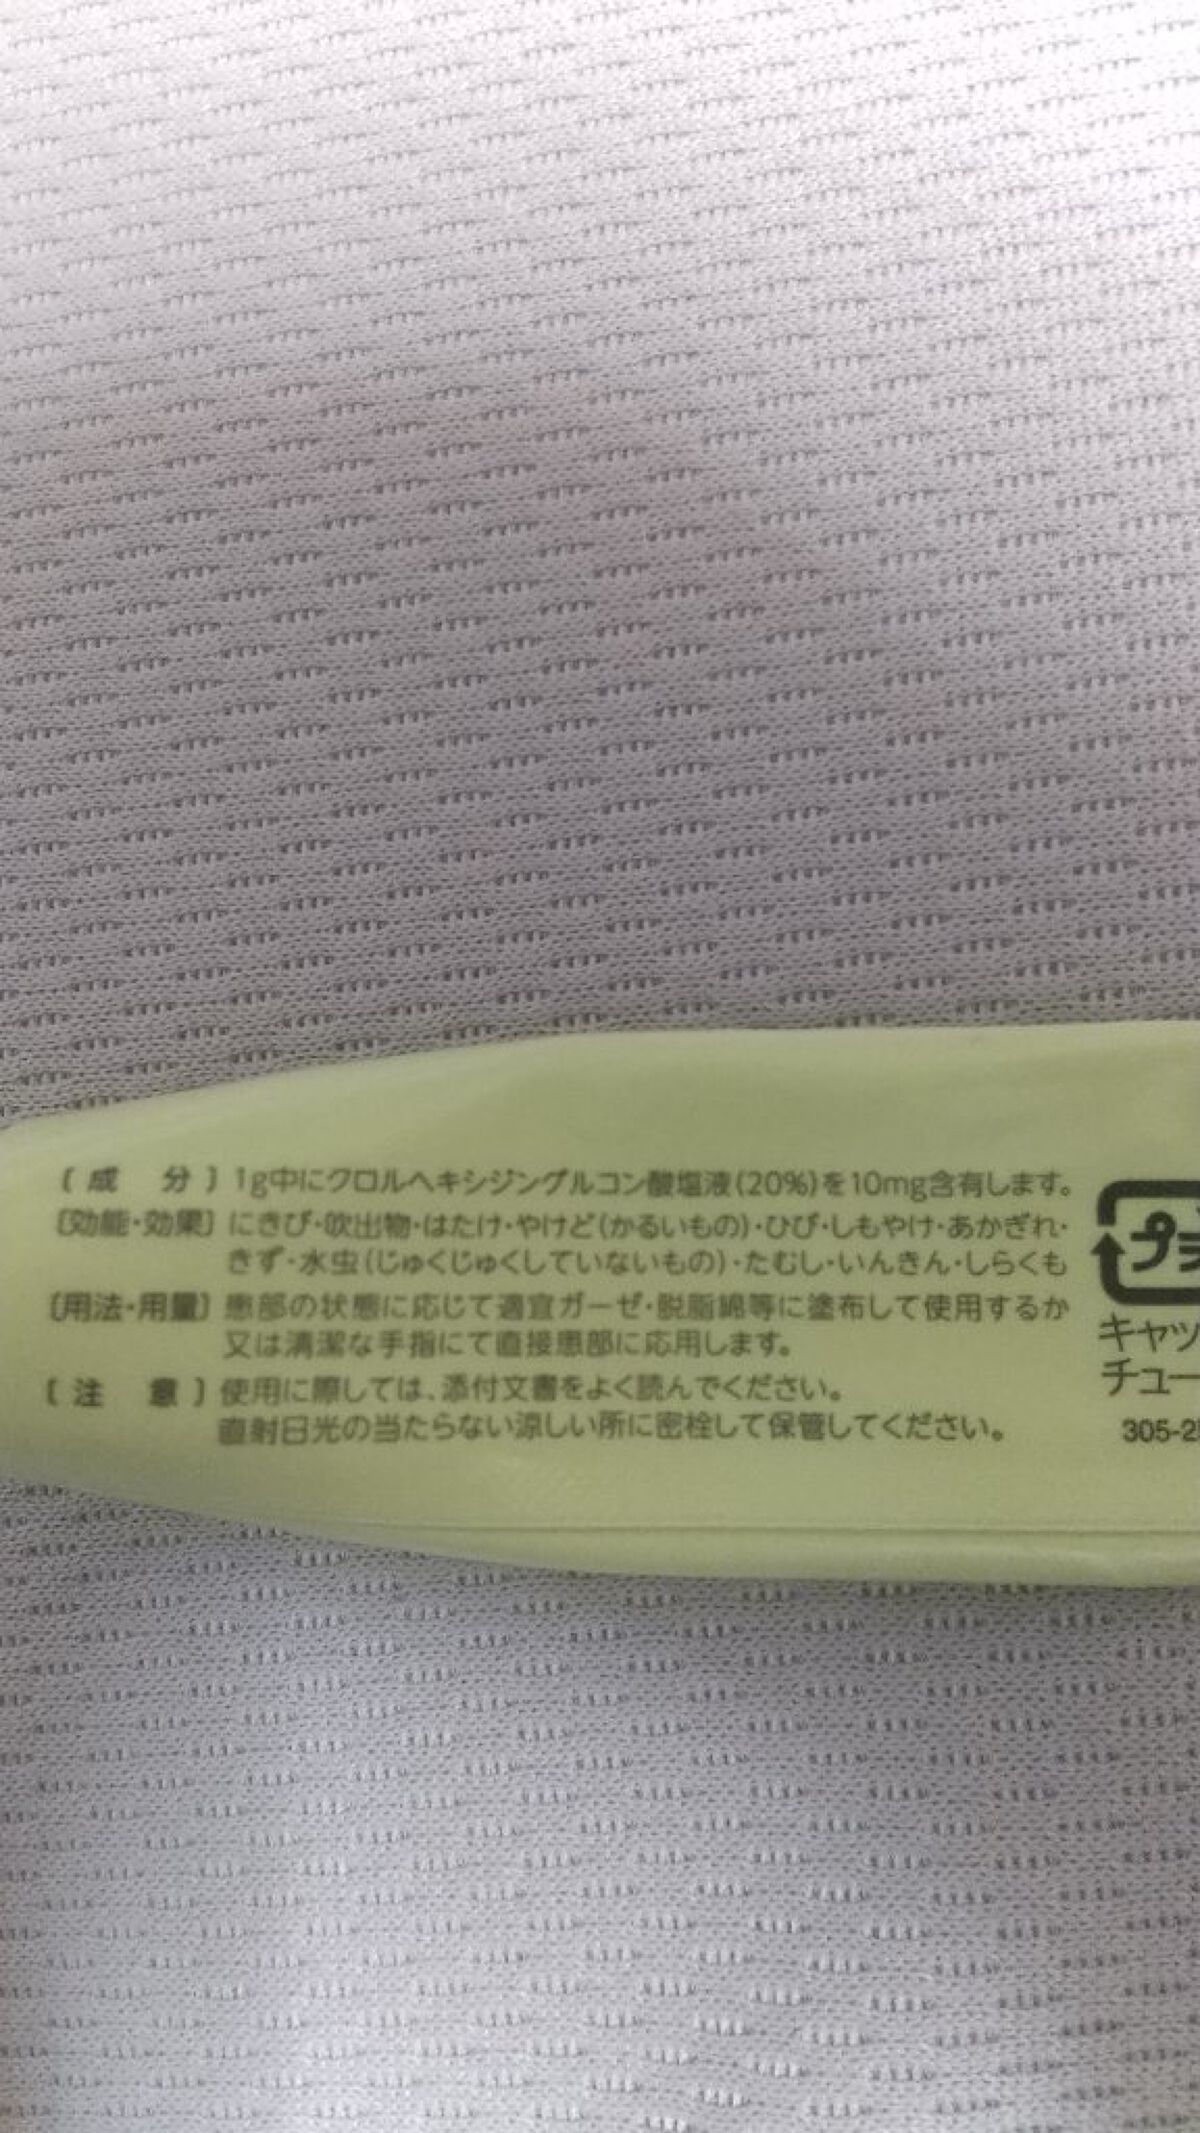 〔成　分〕1g中にクロルヘキシジングルコン酸塩液(20%)を10mg含有します。
〔効能・効果〕にきび・吹出物・はたけ・やけど(かるいもの)・ひび・しもやけ・あかぎれ・
きず・水虫(じゅくじゅくしていないもの)・たむし・いんきん・しらくも
〔用法・用量〕患部の状態に応じて適宜ガーゼ・脱脂綿等に塗布して使用するか
又は清潔な手指にて直接患部に応用します。
〔注　意〕使用に際しては、添付文書をよく読んでください。
直射日光の当たらない涼しい所に密栓して保管してください。
プラ
キャッ
チュー
305-2